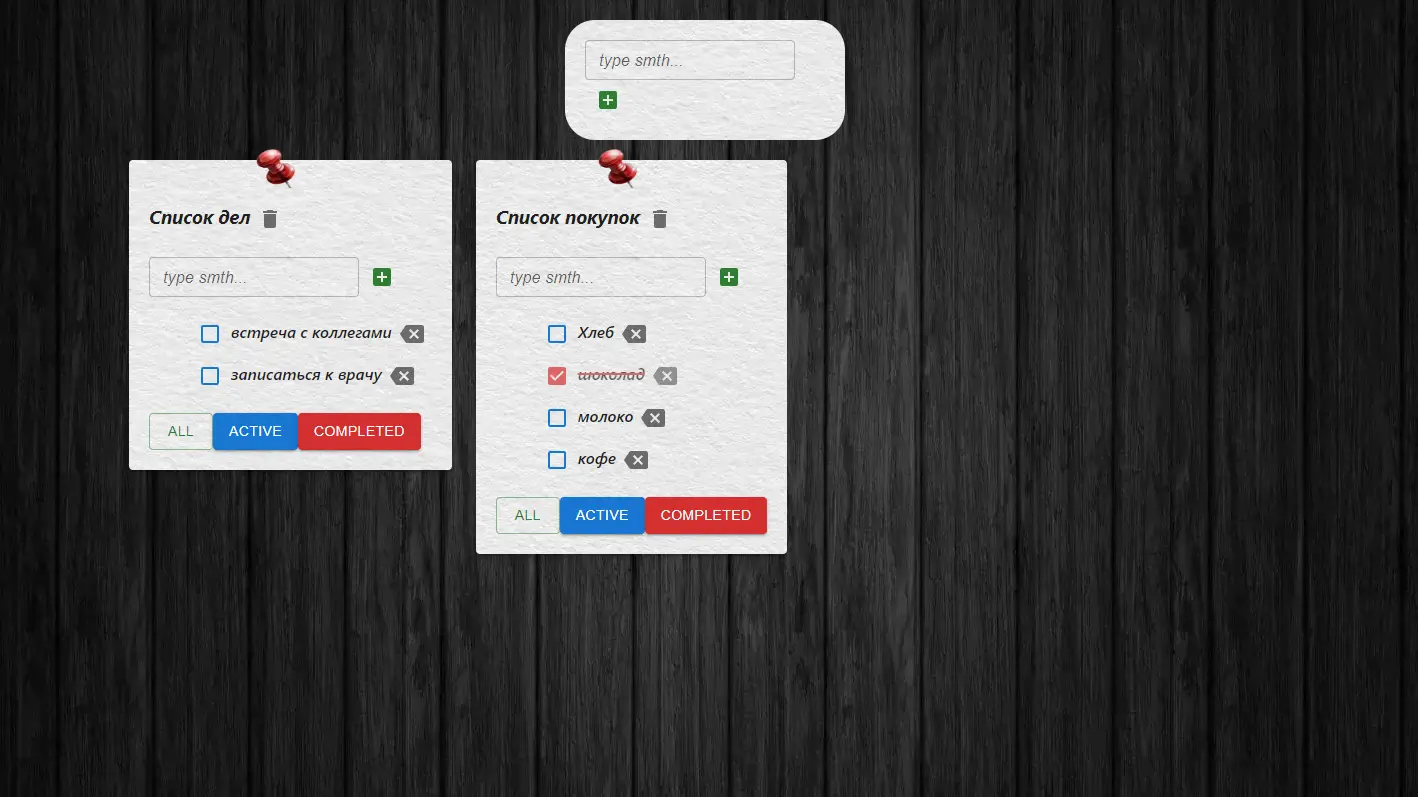 type smth...
Список дел
type smth...
встреча с коллегами
записаться к врачу
ALL ACTIVE COMPLETED
Список покупок
type smth...
Хлеб
шоколад
молоко
кофе
ALL ACTIVE COMPLETED